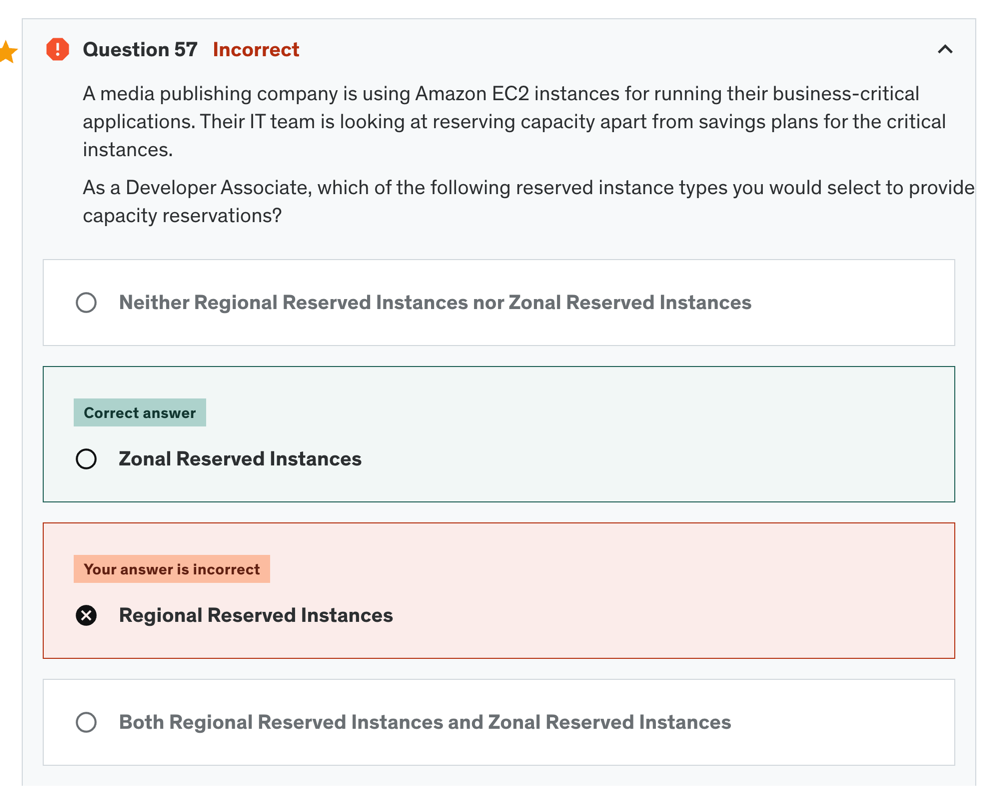 Question 57 Incorrect
A media publishing company is using Amazon EC2 instances for running their business-critical
applications. Their IT team is looking at reserving capacity apart from savings plans for the critical
instances.
As a Developer Associate, which of the following reserved instance types you would select to provide
capacity reservations?
Neither Regional Reserved Instances nor Zonal Reserved Instances
Correct answer
Zonal Reserved Instances
Your answer is incorrect
Regional Reserved Instances
Both Regional Reserved Instances and Zonal Reserved Instances